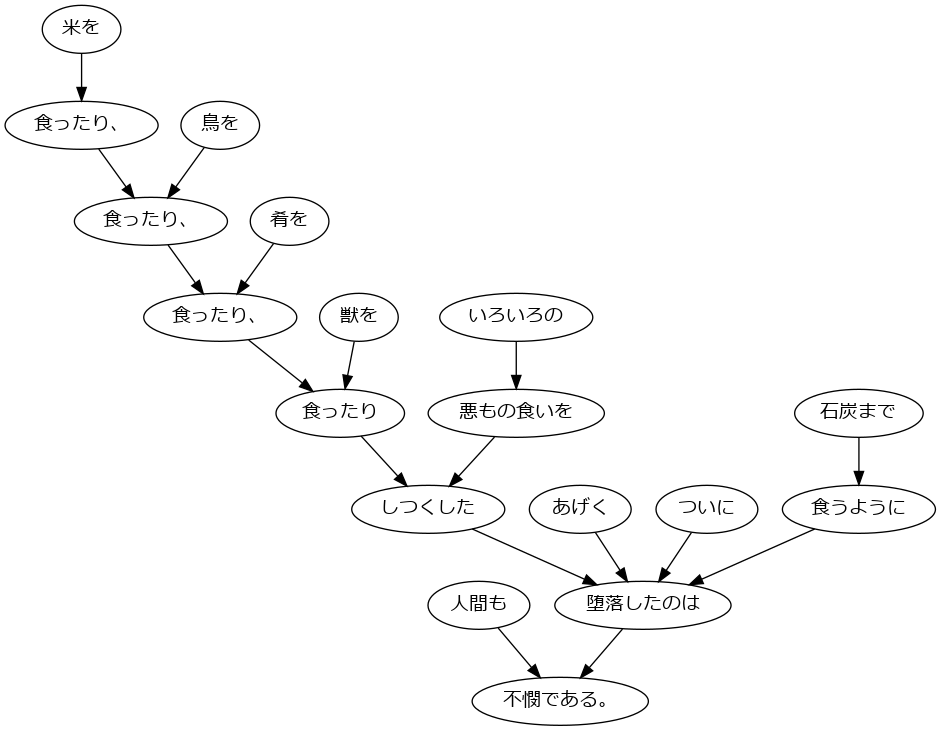 米を
食ったり、
鳥を
食ったり、
肴を
食ったり、
獣を
いろいろの
食ったり
悪もの食いを
石炭まで
しつくした
あげく
ついに
食うように
人間も
堕落したのは
不憫である。